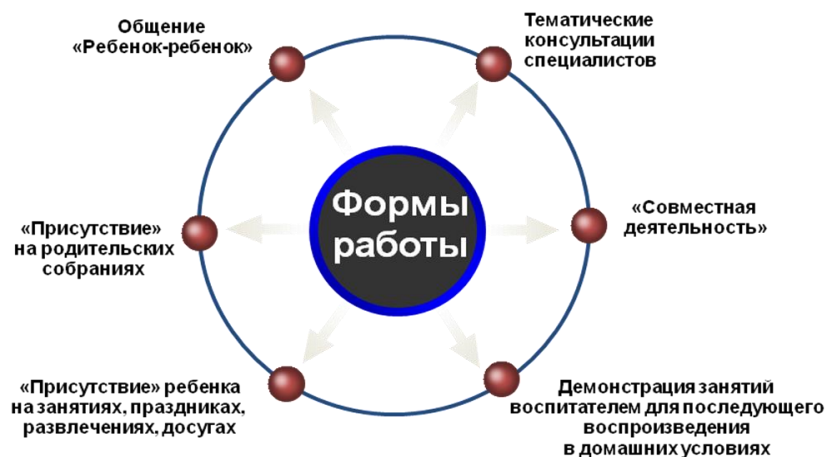 Общение
«Ребенок-ребенок»
Тематические
консультации
специалистов
«Присутствие»
на родительских
собраниях
Формы
работы
«Совместная
деятельность»
«Присутствие» ребенка
на занятиях, праздниках,
развлечениях, досугах
Демонстрация занятий
воспитателем для последующего
воспроизведения
в домашних условиях